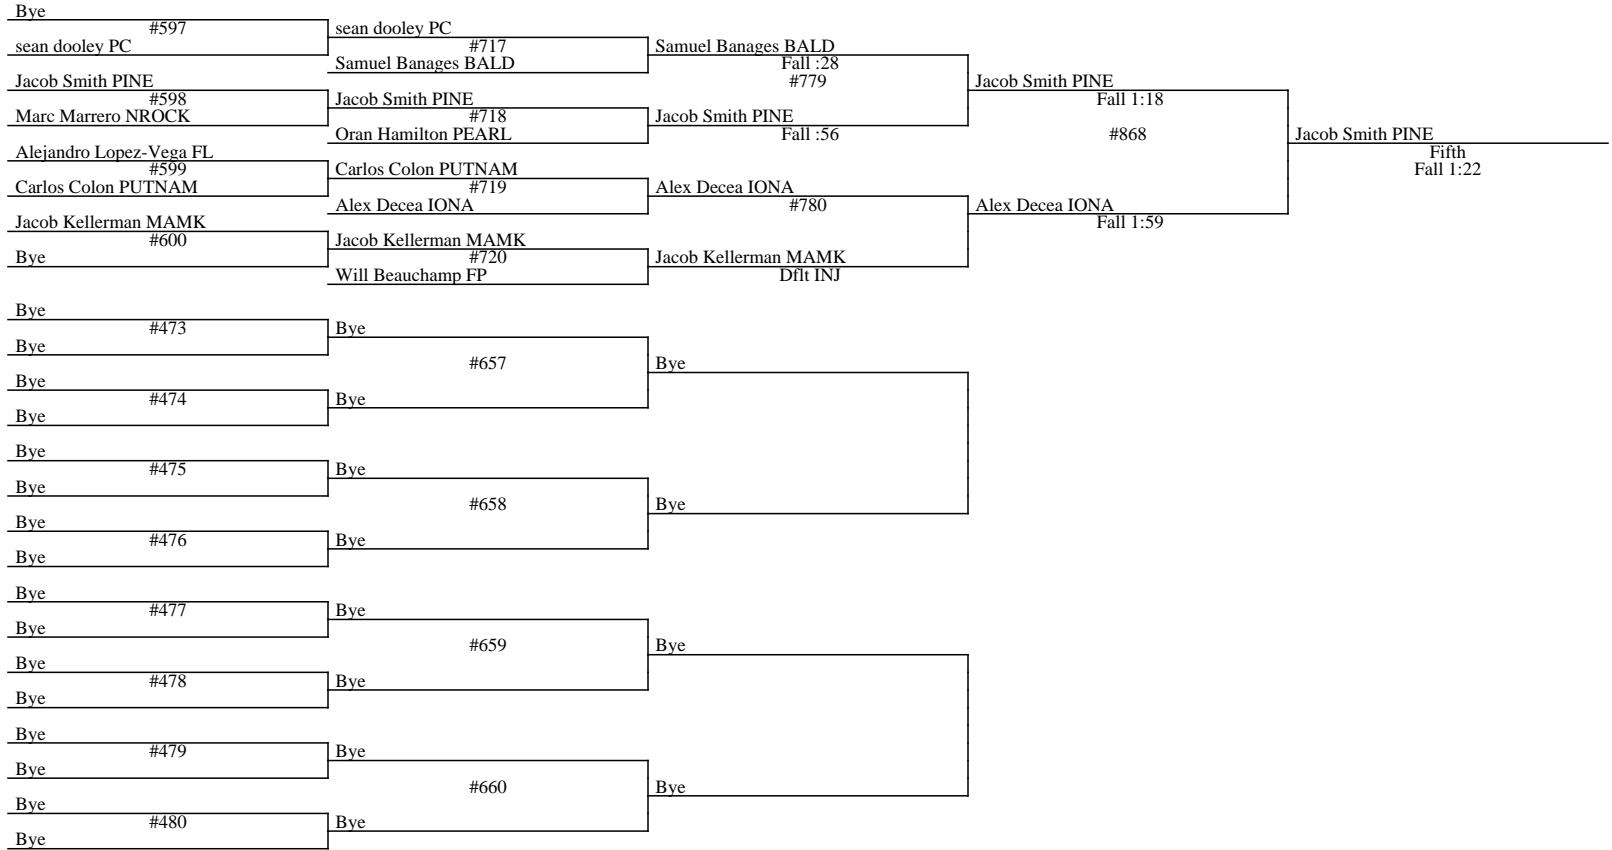 Bye
#597
sean dooley PC
Jacob Smith PINE
#598
Marc Marrero NROCK
Alejandro Lopez-Vega FL
#599
Carlos Colon PUTNAM
Jacob Kellerman MAMK
#600
Bye
sean dooley PC
#717
Samuel Banages BALD
Jacob Smith PINE
#718
Oran Hamilton PEARL
Carlos Colon PUTNAM
#719
Alex Decea IONA
Jacob Kellerman MAMK
#720
Will Beauchamp FP
Samuel Banages BALD
Fall :28
#779
Jacob Smith PINE
Fall :56
Alex Decea IONA
#780
Jacob Kellerman MAMK
Dflt INJ
Jacob Smith PINE
Fall 1:18
#868
Alex Decea IONA
Fall 1:59
Jacob Smith PINE
Fifth
Fall 1:22
Bye
#473
Bye
Bye
#474
Bye
Bye
#475
Bye
Bye
#476
Bye
Bye
#477
Bye
Bye
#478
Bye
Bye
#479
Bye
Bye
#480
Bye
Bye
#657
Bye
Bye
#658
Bye
Bye
#659
Bye
Bye
#660
Bye
Bye
Bye
Bye
Bye